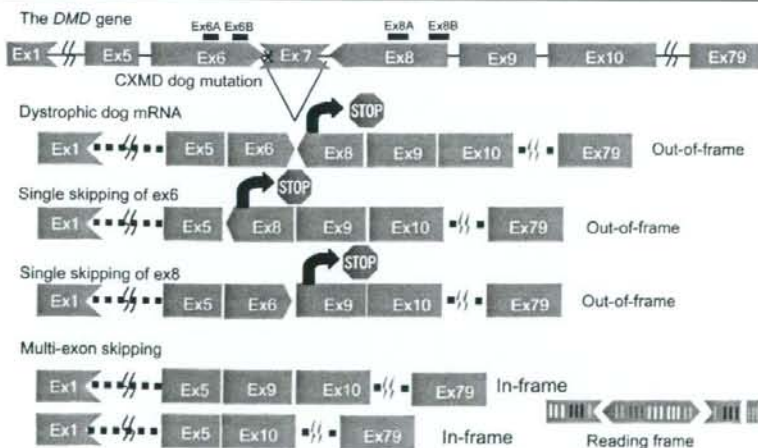 The DMD gene
Ex6A Ex6B Ex8A Ex8B
Ex1 Ex5 Ex6 Ex7 Ex8 Ex9 Ex10 Ex79
CXMD dog mutation
Dystrophic dog mRNA
STOP
Ex1 Ex5 Ex6 Ex8 Ex9 Ex10 Ex79 Out-of-frame
Single skipping of ex6
STOP
Ex1 Ex5 Ex8 Ex9 Ex10 Ex79 Out-of-frame
Single skipping of ex8
STOP
Ex1 Ex5 Ex6 Ex9 Ex10 Ex79 Out-of-frame
Multi-exon skipping
Ex1 Ex5 Ex9 Ex10 Ex79 In-frame
Ex1 Ex5 Ex10 Ex79 In-frame
Reading frame